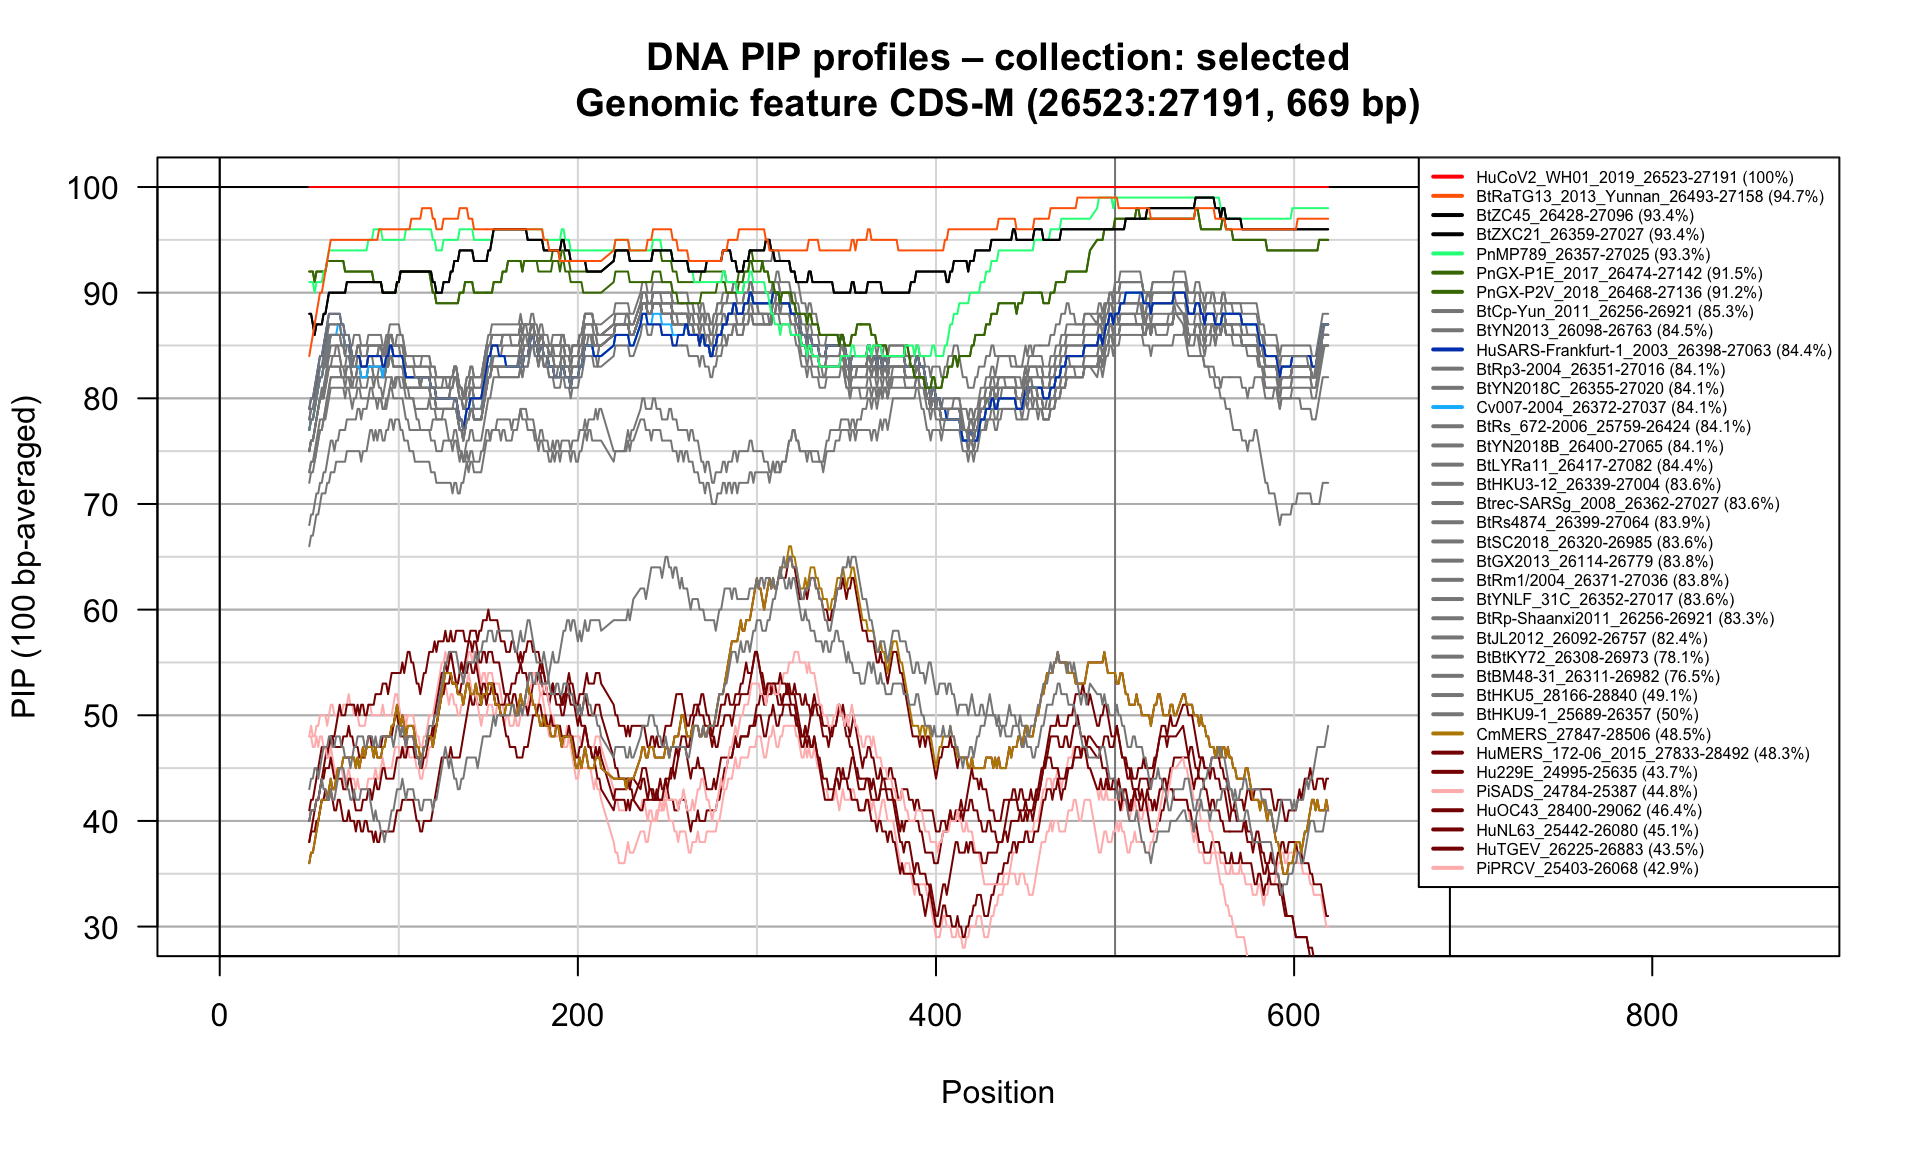 DNA PIP profiles – collection: selected
Genomic feature CDS-M (26523:27191, 669 bp)
PIP (100 bp-averaged)
100
90
80
70
60
50
40
30
0
200
400
600
800
Position
HuCoV2_WH01_2019_26523-27191 (100%)
BtRaTG13_2013_Yunnan_26493-27158 (94.7%)
BtZC45_26428-27096 (93.4%)
BtZXC21_26359-27027 (93.4%)
PnMP789_26357-27025 (93.3%)
PnGX-P1E_2017_26474-27142 (91.5%)
PnGX-P2V_2018_26468-27136 (91.2%)
BtCp-Yun_2011_26256-26921 (85.3%)
BtYN2013_26098-26763 (84.5%)
HuSARS-Frankfurt-1_2003_26398-27063 (84.4%)
BtRp3-2004_26351-27016 (84.1%)
BtYN2018C_26355-27020 (84.1%)
Cv007-2004_26372-27037 (84.1%)
BtRs_672-2006_25759-26424 (84.1%)
BtYN2018B_26400-27065 (84.1%)
BtLYRa11_26417-27082 (84.4%)
BtHKU3-12_26339-27004 (83.6%)
Btrec-SARSg_2008_26362-27027 (83.6%)
BtRs4874_26399-27064 (83.9%)
BtSC2018_26320-26985 (83.6%)
BtGX2013_26114-26779 (83.8%)
BtRm1/2004_26371-27036 (83.8%)
BtYNLF_31C_26352-27017 (83.6%)
BtRp-Shaanxi2011_26256-26921 (83.3%)
BtJL2012_26092-26757 (82.4%)
BtBtKY72_26308-26973 (78.1%)
BtBM48-31_26311-26982 (76.5%)
BtHKU5_28166-28840 (49.1%)
BtHKU9-1_25689-26357 (50%)
CmMERS_27847-28506 (48.5%)
HuMERS_172-06_2015_27833-28492 (48.3%)
Hu229E_24995-25635 (43.7%)
PiSADS_24784-25387 (44.8%)
HuOC43_28400-29062 (46.4%)
HuNL63_25442-26080 (45.1%)
HuTGEV_26225-26883 (43.5%)
PiPRCV_25403-26068 (42.9%)